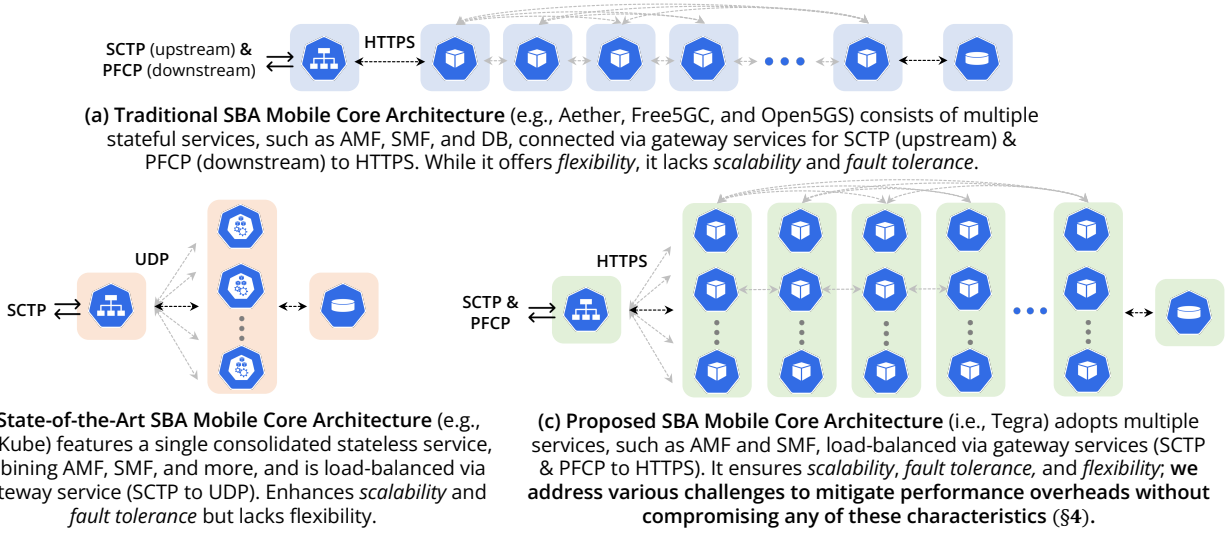 SCTP (upstream) &
PFCP (downstream)
HTTPS
(a) Traditional SBA Mobile Core Architecture (e.g., Aether, Free5GC, and Open5GS) consists of multiple
stateful services, such as AMF, SMF, and DB, connected via gateway services for SCTP (upstream) &
PFCP (downstream) to HTTPS. While it offers flexibility, it lacks scalability and fault tolerance.
UDP
SCTP
State-of-the-Art SBA Mobile Core Architecture (e.g.,
Kube) features a single consolidated stateless service,
bining AMF, SMF, and more, and is load-balanced via
teway service (SCTP to UDP). Enhances scalability and
fault tolerance but lacks flexibility.
HTTPS
SCTP &
PFCP
(c) Proposed SBA Mobile Core Architecture (i.e., Tegra) adopts multiple
services, such as AMF and SMF, load-balanced via gateway services (SCTP
& PFCP to HTTPS). It ensures scalability, fault tolerance, and flexibility; we
address various challenges to mitigate performance overheads without
compromising any of these characteristics (§4).